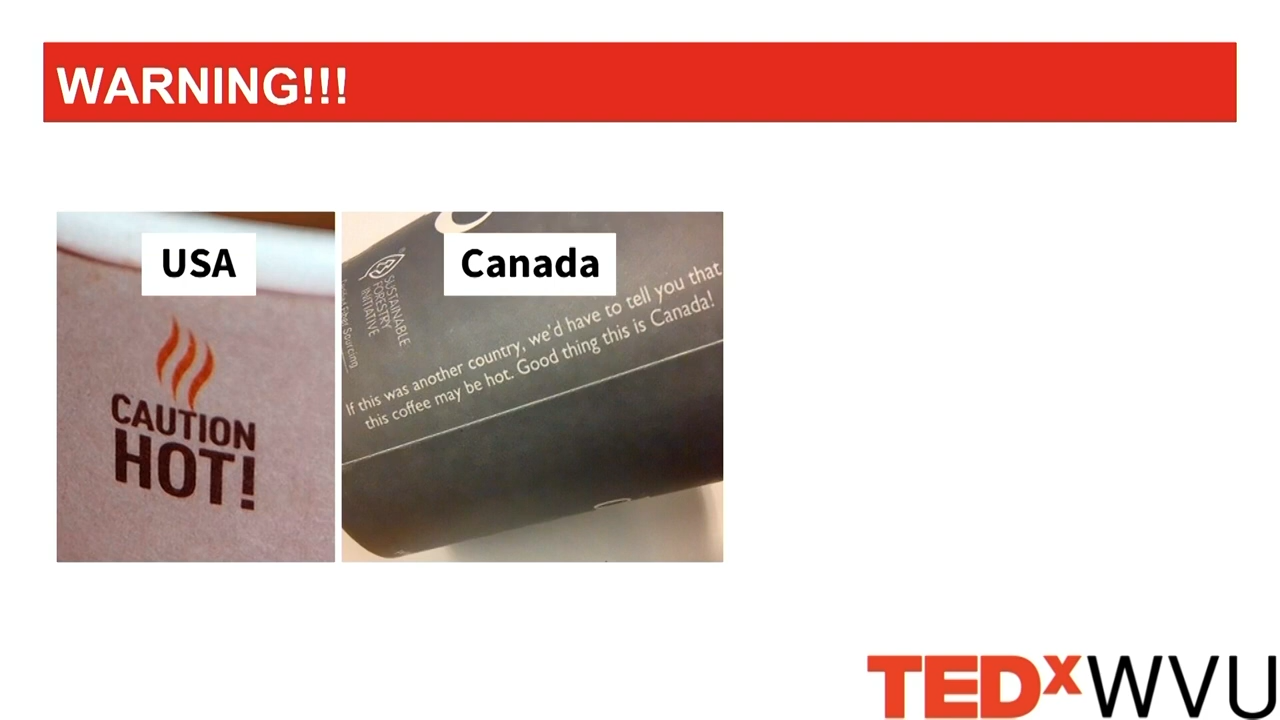 WARNING!!!
USA
CAUTION
HOT!
Canada
SUSTAINABLE
FORESTRY
INITIATIVE
If this was another country, we'd have to tell you that
this coffee may be hot. Good thing this is Canada!
TEDxWVU